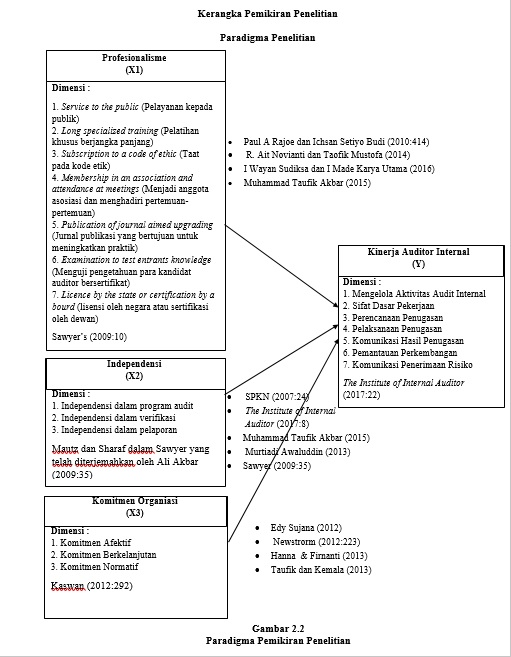 Kerangka Pemikiran Penelitian
Paradigma Penelitian
Profesionalisme
(X1)
Dimensi :
1. Service to the public (Pelayanan kepada
publik)
2. Long specialized training (Pelatihan
khusus berjangka panjang)
3. Subscription to a code of ethic (Taat
pada kode etik)
4. Membership in an association and
attendance at meetings (Menjadi anggota
asosiasi dan menghadiri pertemuan-
pertemuan)
5. Publication of journal aimed upgrading
(Jurnal publikasi yang bertujuan untuk
meningkatkan praktik)
6. Examination to test entrants knowledge
(Menguji pengetahuan para kandidat
auditor bersertifikat)
7. Licence by the state or certification by a
bourd (lisensi oleh negara atau sertifikasi
oleh dewan)
Sawyer's (2009:10)
• Paul A Rajoe dan Ichsan Setiyo Budi (2010:414)
• R. Ait Novianti dan Taofik Mustofa (2014)
• I Wayan Sudiksa dan I Made Karya Utama (2016)
• Muhammad Taufik Akbar (2015)
Kinerja Auditor Internal
(Y)
Dimensi :
1. Mengelola Aktivitas Audit Internal
2. Sifat Dasar Pekerjaan
3. Perencanaan Penugasan
4. Pelaksanaan Penugasan
5. Komunikasi Hasil Penugasan
6. Pemantauan Perkembangan
7. Komunikasi Penerimaan Risiko
The Institute of Internal Auditor
(2017:22)
Independensi
(X2)
Dimensi :
1. Independensi dalam program audit
2. Independensi dalam verifikasi
3. Independensi dalam pelaporan
Mautz dan Sharaf dalam Sawyer yang
telah diterjemahkan oleh Ali Akbar
(2009:35)
• SPKN (2007:24)
• The Institute of Internal
Auditor (2017:8)
• Muhammad Taufik Akbar (2015)
• Murtiadi Awaluddin (2013)
• Sawyer (2009:35)
Komitmen Organiasi
(X3)
Dimensi :
1. Komitmen Afektif
2. Komitmen Berkelanjutan
3. Komitmen Normatif
Kaswan (2012:292)
• Edy Sujana (2012)
• Newstrorm (2012:223)
• Hanna & Firnanti (2013)
• Taufik dan Kemala (2013)
Gambar 2.2
Paradigma Pemikiran Penelitian